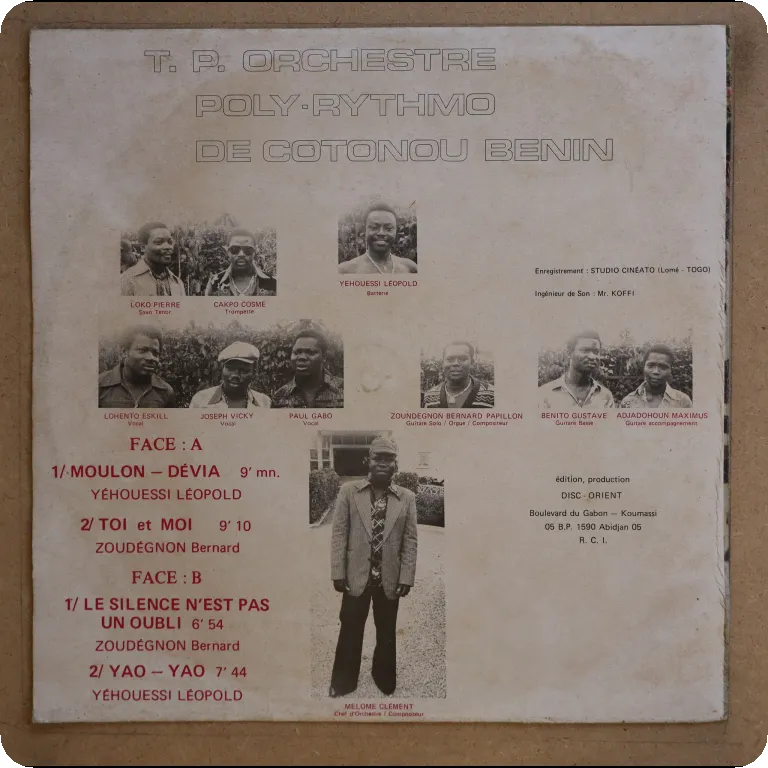 T. P. ORCHESTRE
POLY-RYTHMO
DE COTONOU BENIN
YÉHOUESSI LÉOPOLD
Batterie
Enregistrement : STUDIO CINÉATO (Lomé - TOGO)
Ingénieur de Son : Mr. KOFFI
LOKO PIERRE
Saxo Tenor
CAKPO COSME
Trompette
LOHENTO ESKILL
Vocal
JOSEPH VICKY
Vocal
PAUL GABO
Vocal
ZOUNDEGNON BERNARD PAPILLON
Guitare Solo / Orgue / Compositeur
BENITO GUSTAVE
Guitare Basse
ADJADOHOUN MAXIMUS
Guitare accompagnement
FACE : A
1/ MOULON – DÉVIA 9' mn.
YÉHOUESSI LÉOPOLD
2/ TOI et MOI 9' 10
ZOUDÉGNON Bernard
FACE : B
1/ LE SILENCE N'EST PAS
UN OUBLI 6' 54
ZOUDÉGNON Bernard
2/ YAO – YAO 7' 44
YÉHOUESSI LÉOPOLD
édition, production
DISC - ORIENT
Boulevard du Gabon – Koumassi
05 B.P. 1590 Abidjan 05
R. C. I.
MELOME CLÉMENT
Chef d'Orchestre / Compositeur